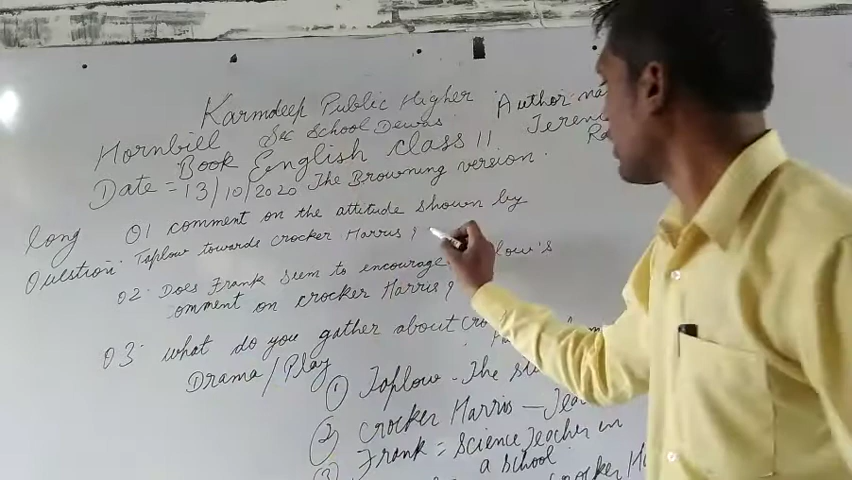 Karmdeep Public Higher
Sec School Dewas
Hornbill
Book English class 11
Author
Date = 13/10/2020 The Browning version.
long
Question.
Q1 comment on the attitude shown by
Taplow towards crocker Harris ?
Q2. Does Frank seem to encourage
comment on crocker Harris ?
Q3. what do you gather about
Drama/Play
① Taplow - The
② crocker Harris -
③ Frank = Science Teacher in
a school.